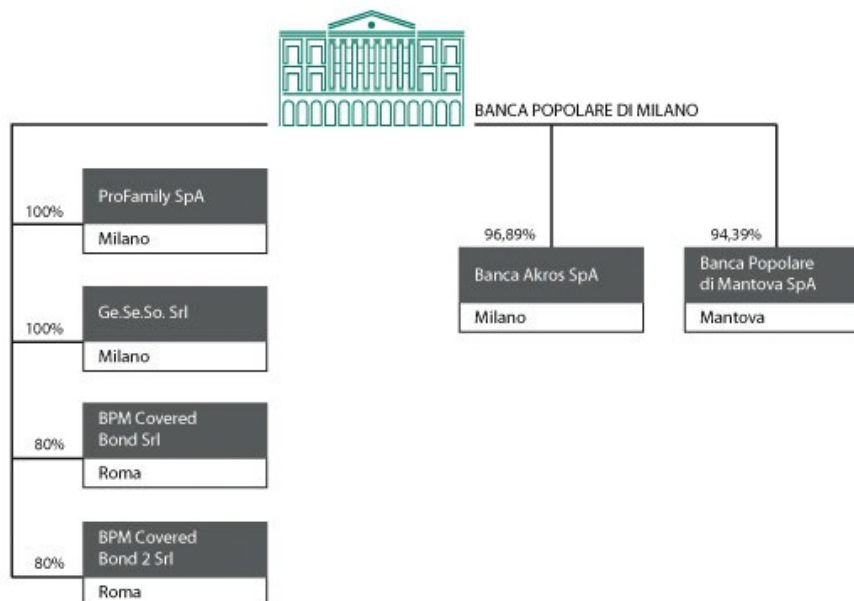 BANCA POPOLARE DI MILANO
100%
ProFamily SpA
Milano
100%
Ge.Se.So. Srl
Milano
80%
BPM Covered
Bond Srl
Roma
80%
BPM Covered
Bond 2 Srl
Roma
96,89%
Banca Akros SpA
Milano
94,39%
Banca Popolare
di Mantova SpA
Mantova